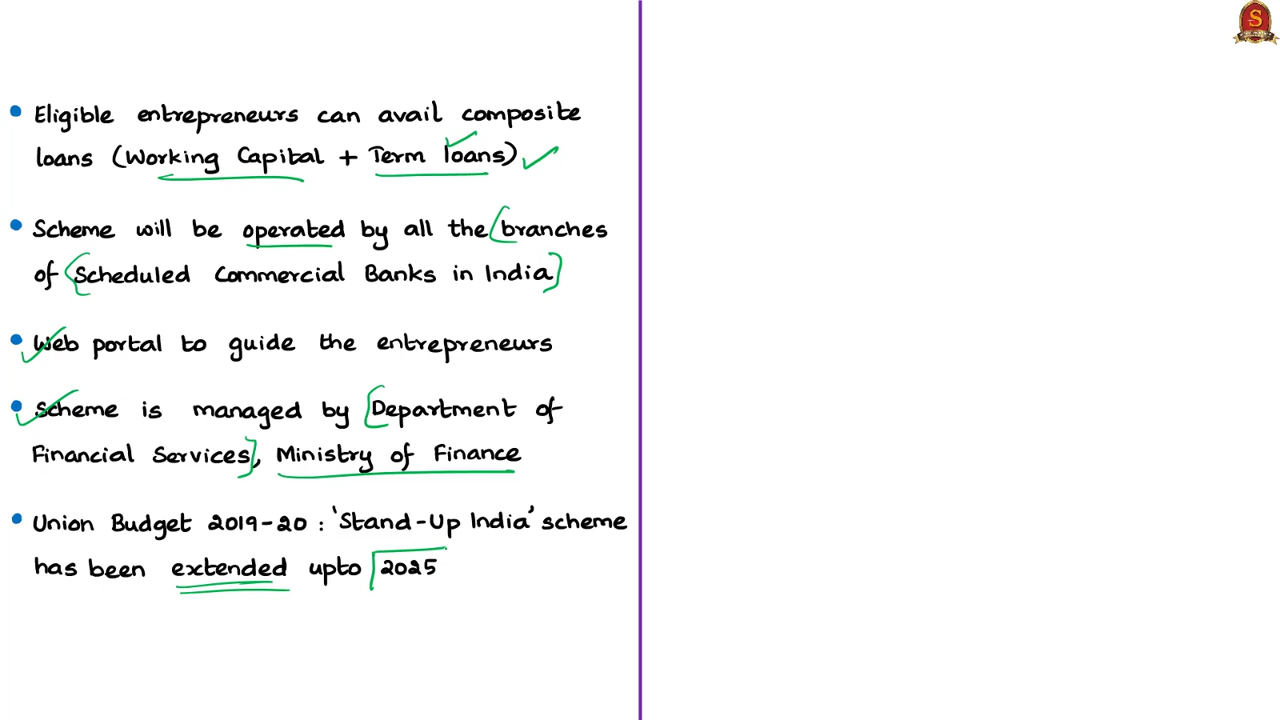 • Eligible entrepreneurs can avail composite
loans (Working Capital + Term loans)
• Scheme will be operated by all the branches
of Scheduled Commercial Banks in India
• Web portal to guide the entrepreneurs
• Scheme is managed by Department of
Financial Services, Ministry of Finance
• Union Budget 2019-20 : 'Stand-Up India' scheme
has been extended upto 2025
S